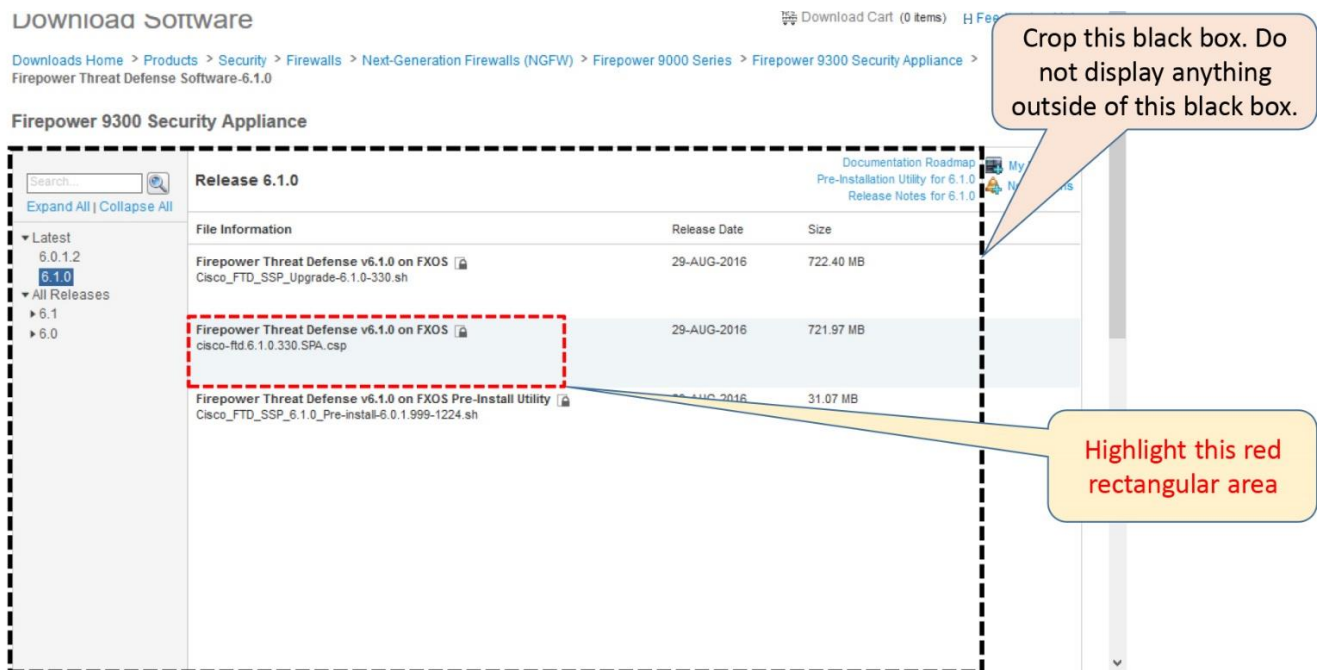 Download Software
Download Cart (0 items)
Downloads Home > Products > Security > Firewalls > Next-Generation Firewalls (NGFW) > Firepower 9000 Series > Firepower 9300 Security Appliance >
Firepower Threat Defense Software-6.1.0
Crop this black box. Do
not display anything
outside of this black box.
Firepower 9300 Security Appliance
Search...
Expand All | Collapse All
Latest
6.0.1.2
6.1.0
All Releases
6.1
6.0
Release 6.1.0
Documentation Roadmap
Pre-Installation Utility for 6.1.0
Release Notes for 6.1.0
My
File Information Release Date Size
Firepower Threat Defense v6.1.0 on FXOS 29-AUG-2016 722.40 MB
Cisco_FTD_SSP_Upgrade-6.1.0-330.sh
Firepower Threat Defense v6.1.0 on FXOS 29-AUG-2016 721.97 MB
cisco-ftd.6.1.0.330.SPA.csp
Firepower Threat Defense v6.1.0 on FXOS Pre-Install Utility 31.07 MB
Cisco_FTD_SSP_6.1.0_Pre-install-6.0.1.999-1224.sh
Highlight this red
rectangular area